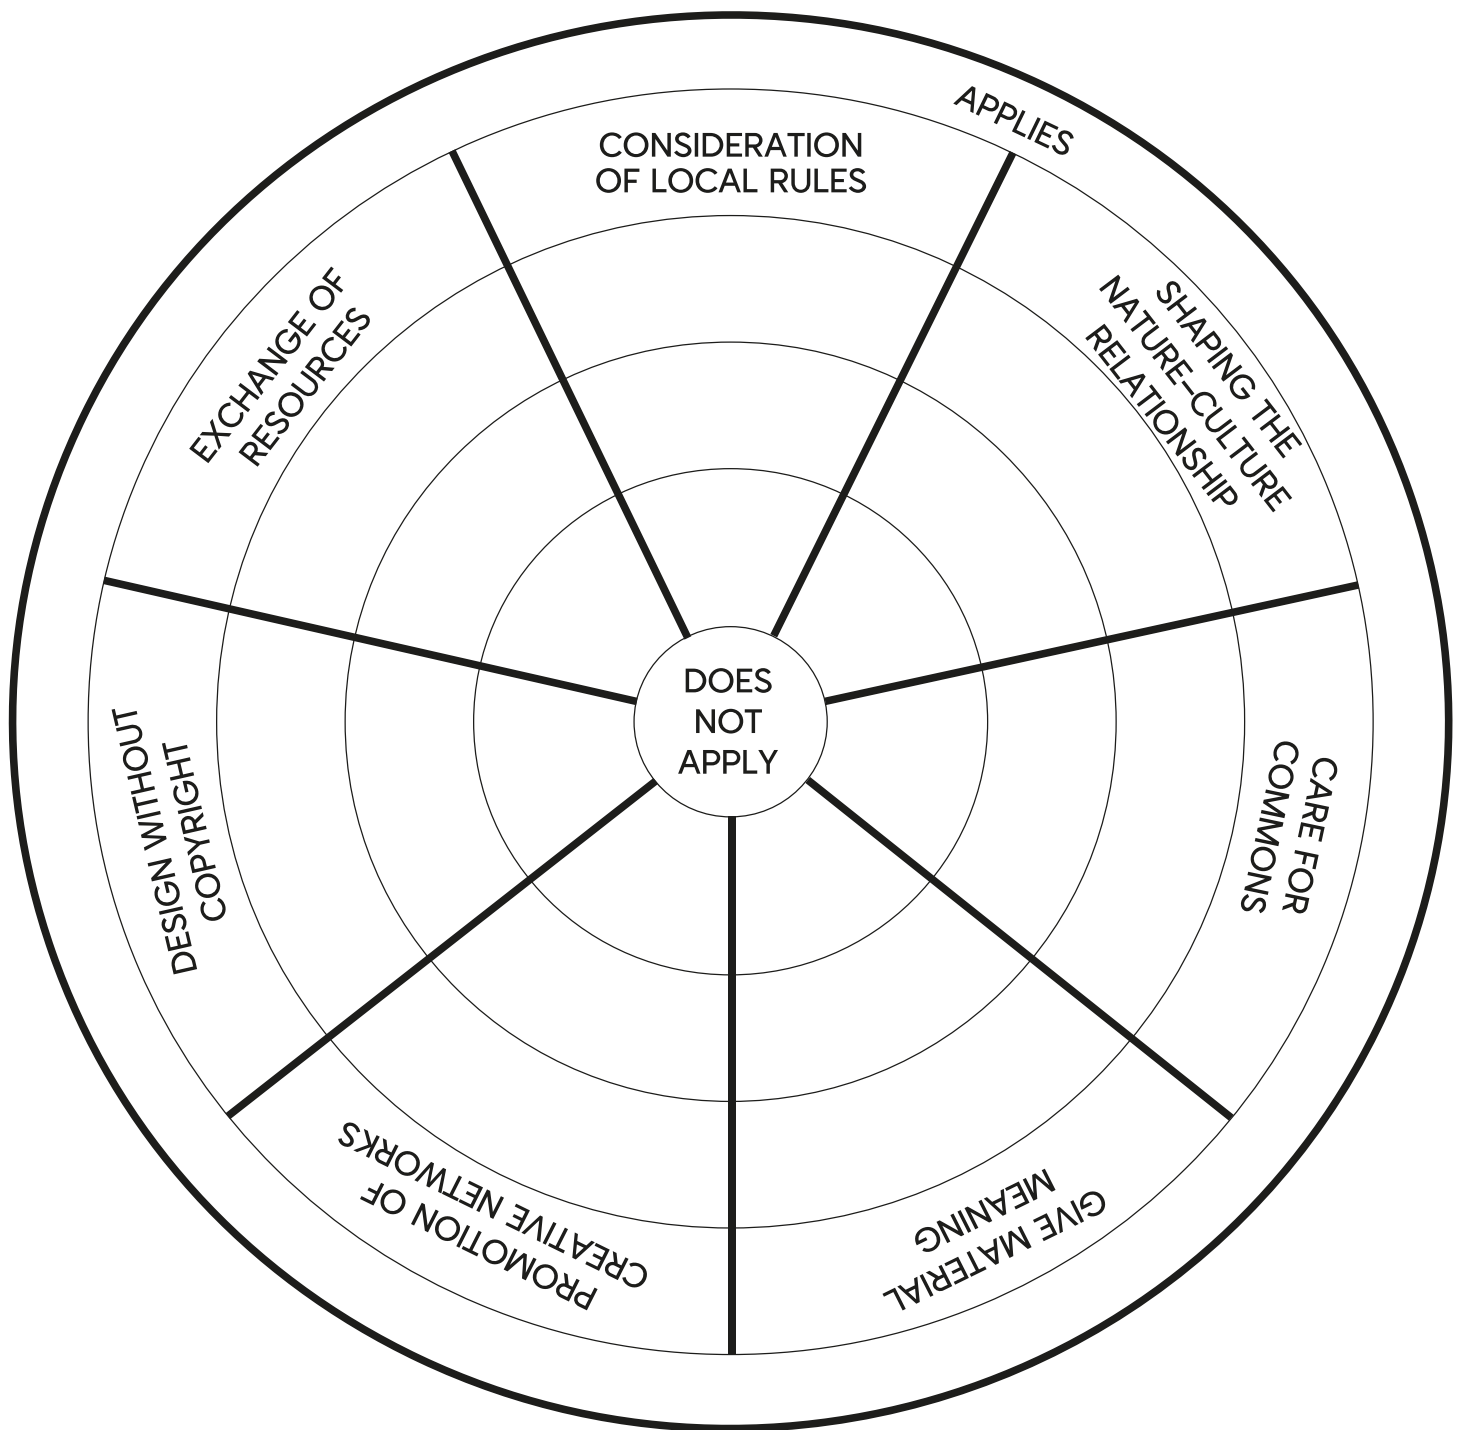 APPLIES
CONSIDERATION
OF LOCAL RULES
SHAPING THE
NATURE–CULTURE
RELATIONSHIP
CARE FOR
COMMONS
GIVE MATERIAL
MEANING
PROMOTION OF
CREATIVE NETWORKS
DESIGN WITHOUT
COPYRIGHT
EXCHANGE OF
RESOURCES
DOES
NOT
APPLY